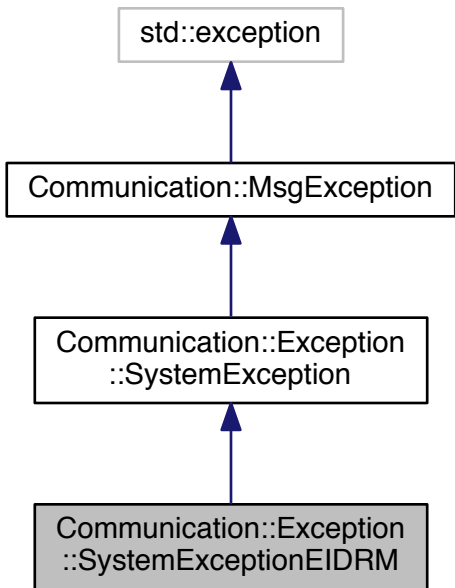 std::exception
Communication::MsgException
Communication::Exception
::SystemException
Communication::Exception
::SystemExceptionEIDRM